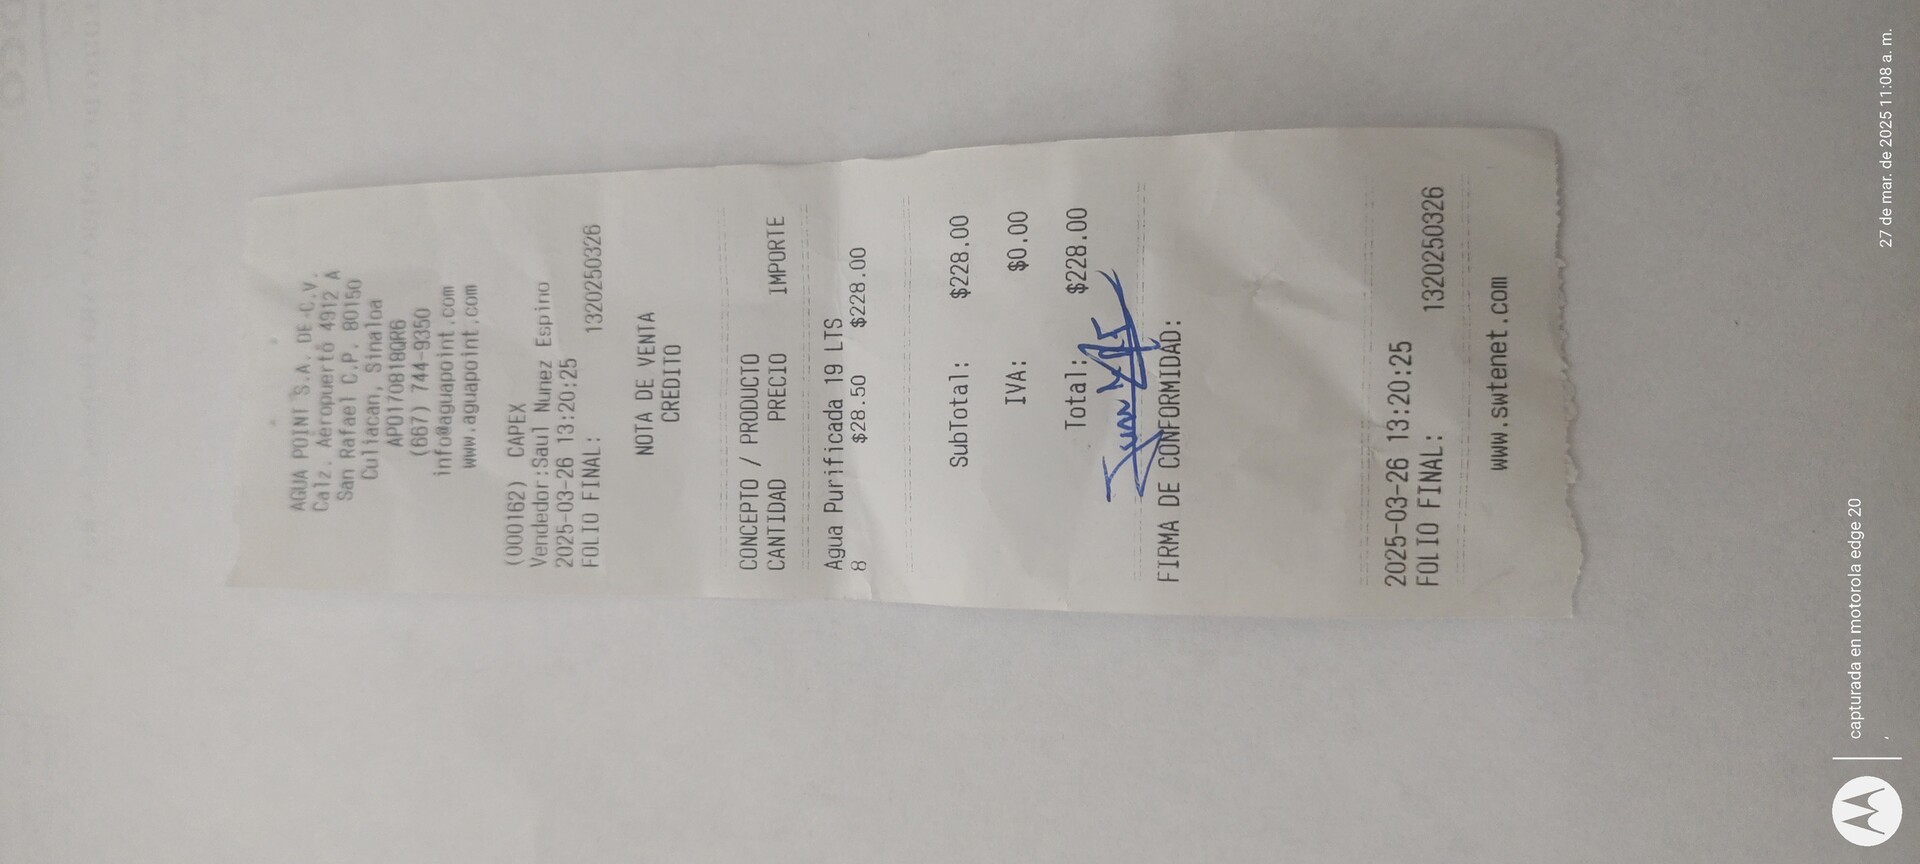 AGUA POINT S.A. DE C.V.
Calz. Aeropuerto 4912 A
San Rafael C.P. 80150
Culiacan, Sinaloa
APO170818QR6
(667) 744-9350
info@aguapoint.com
www.aguapoint.com
(000162) CAPEX
Vendedor:Saul Nunez Espino
2025-03-26 13:20:25
FOLIO FINAL: 1320250326
NOTA DE VENTA
CREDITO
CONCEPTO / PRODUCTO
CANTIDAD PRECIO IMPORTE
Agua Purificada 19 LTS
8 $28.50 $228.00
SubTotal: $228.00
IVA: $0.00
Total: $228.00
Juan
FIRMA DE CONFORMIDAD:
2025-03-26 13:20:25
FOLIO FINAL: 1320250326
www.swtenet.com
capturada en motorola edge 20
27 de mar. de 2025 11:08 a. m.